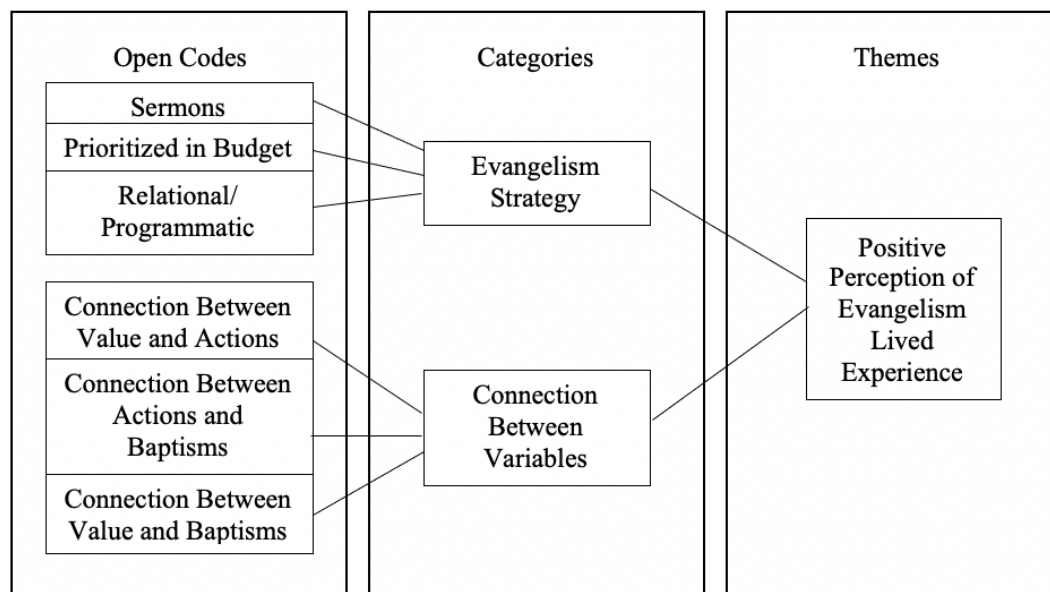 Open Codes
Sermons
Prioritized in Budget
Relational/
Programmatic
Connection Between
Value and Actions
Connection Between
Actions and
Baptisms
Connection Between
Value and Baptisms
Categories
Evangelism
Strategy
Connection
Between
Variables
Themes
Positive
Perception of
Evangelism
Lived
Experience